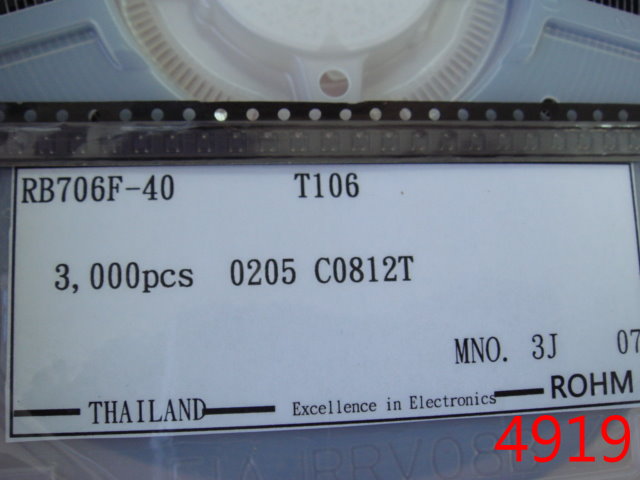 RB706F-40 T106
3,000pcs 0205 C0812T
MNO. 3J 07
THAILAND Excellence in Electronics ROHM
4919